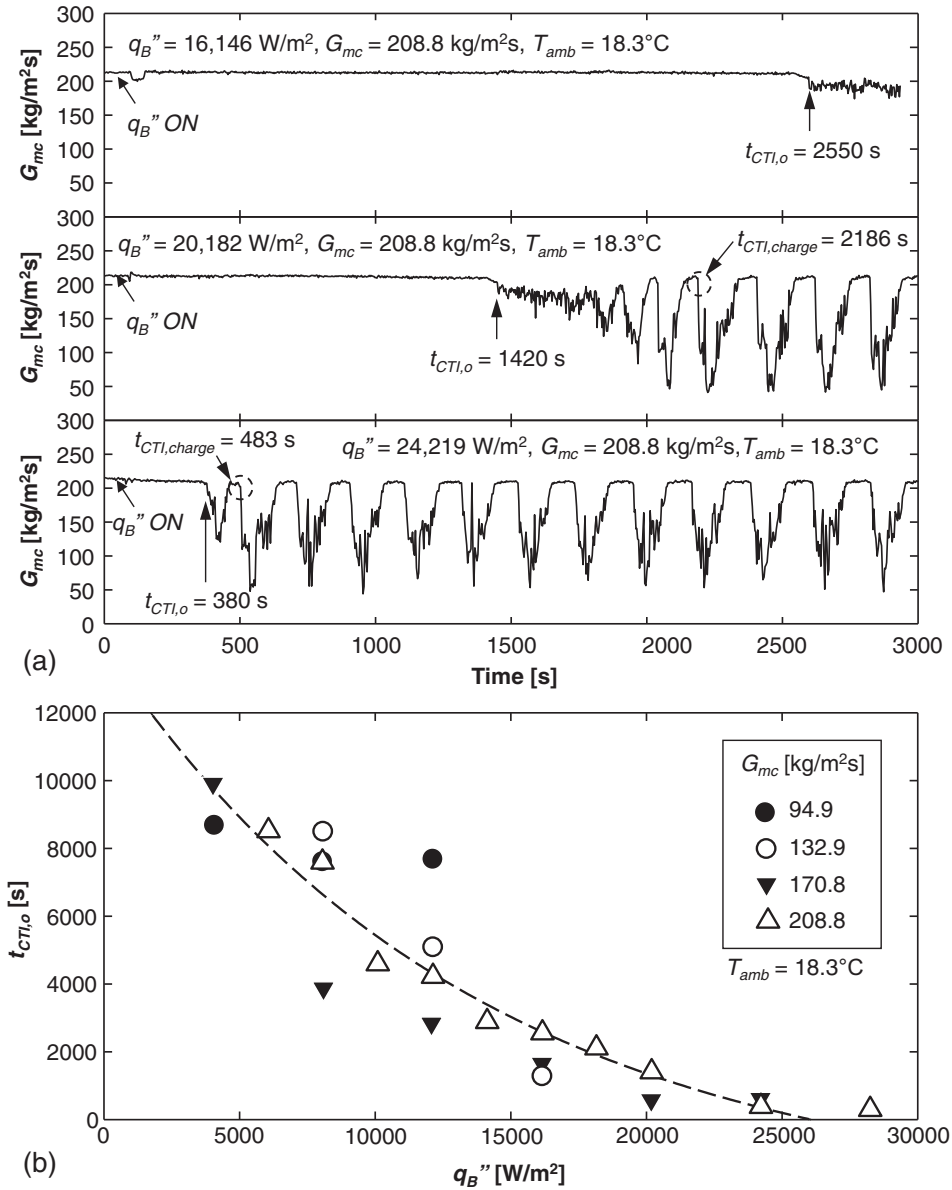 300
250
200
150
100
50
0
G_mc [kg/m²s]
q_B” = 16,146 W/m², G_mc = 208.8 kg/m²s, T_amb = 18.3°C
q_B” ON
t_CTI,o = 2550 s
300
250
200
150
100
50
0
G_mc [kg/m²s]
q_B” = 20,182 W/m², G_mc = 208.8 kg/m²s, T_amb = 18.3°C
t_CTI,charge = 2186 s
q_B” ON
t_CTI,o = 1420 s
300
250
200
150
100
50
0
G_mc [kg/m²s]
t_CTI,charge = 483 s
q_B” = 24,219 W/m², G_mc = 208.8 kg/m²s,T_amb = 18.3°C
q_B” ON
t_CTI,o = 380 s
0 500 1000 1500 2000 2500 3000
(a)
Time [s]
12000
10000
8000
6000
4000
2000
0
t_CTI,o [s]
G_mc [kg/m²s]
94.9
132.9
170.8
208.8
T_amb = 18.3°C
0 5000 10000 15000 20000 25000 30000
(b)
q_B” [W/m²]